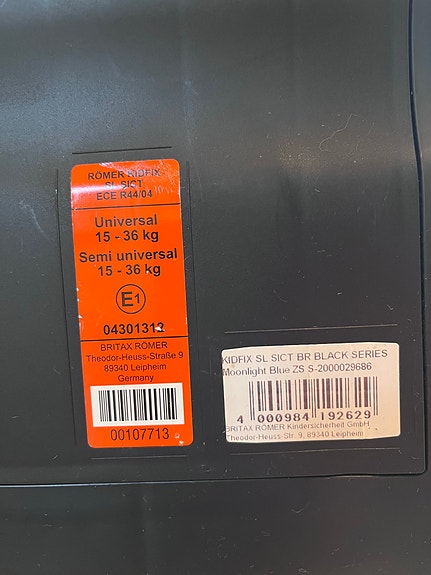 RÖMER KIDFIX
SL SICT
ECE R44/04
Universal
15 - 36 kg
Semi universal
15 - 36 kg
E1
04301312
BRITAX RÖMER
Theodor-Heuss-Straße 9
89340 Leipheim
Germany
00107713
KIDFIX SL SICT BR BLACK SERIES
Moonlight Blue ZS S-2000029686
4 000984 192629
BRITAX RÖMER Kindersicherheit GmbH
Theodor-Heuss-Str. 9, 89340 Leipheim